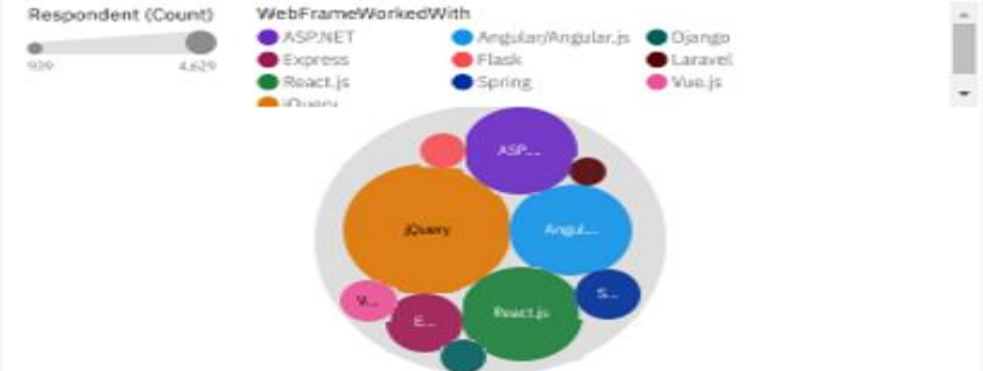 Respondent (Count)
939
4,629
WebFrameWorkedWith
ASP.NET
Angular/Angular.js
Django
Express
Flask
Laravel
React.js
Spring
Vue.js
jQuery
ASP...
jQuery
Angul...
S...
React.js
V...
E...